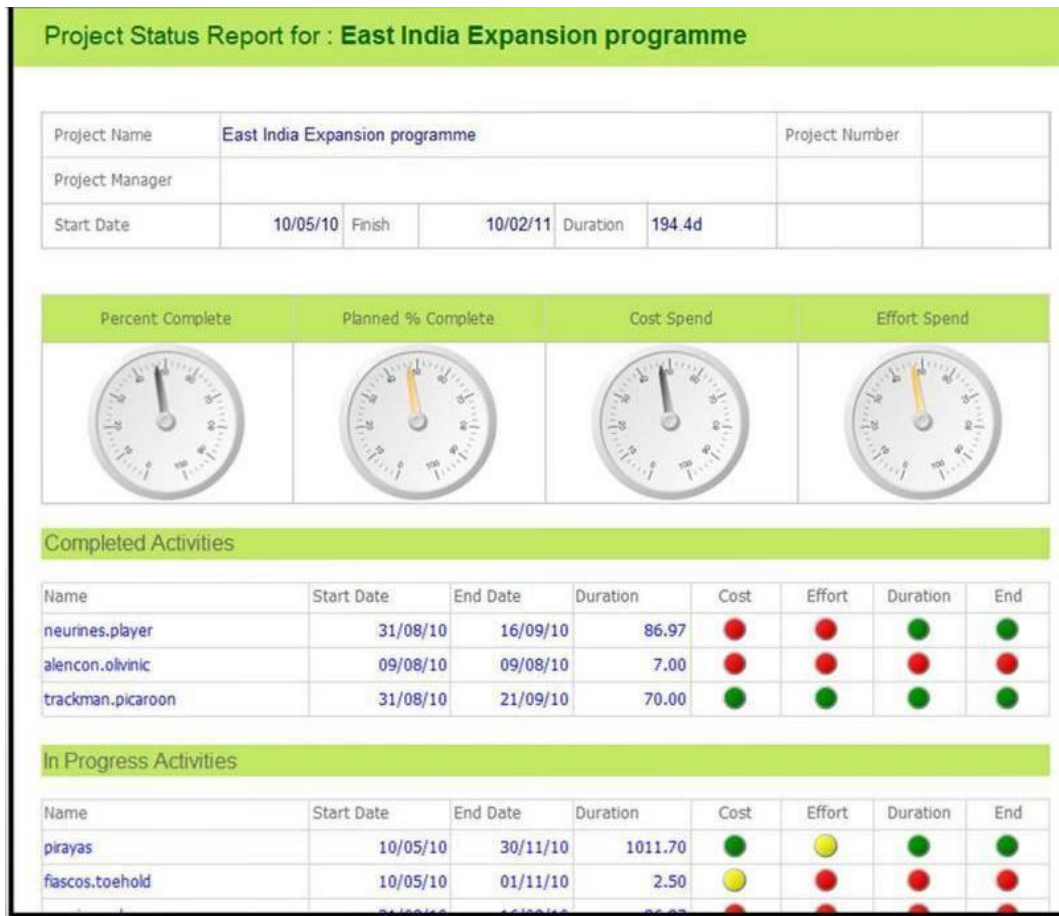 Project Status Report for : East India Expansion programme
Project Name East India Expansion programme Project Number
Project Manager
Start Date 10/05/10 Finish 10/02/11 Duration 194.4d
Percent Complete Planned % Complete Cost Spend Effort Spend
Completed Activities
Name Start Date End Date Duration Cost Effort Duration End
neurines.player 31/08/10 16/09/10 86.97
alencon.olivinic 09/08/10 09/08/10 7.00
trackman.picaroon 31/08/10 21/09/10 70.00
In Progress Activities
Name Start Date End Date Duration Cost Effort Duration End
pirayas 10/05/10 30/11/10 1011.70
fiascos.toehold 10/05/10 01/11/10 2.50